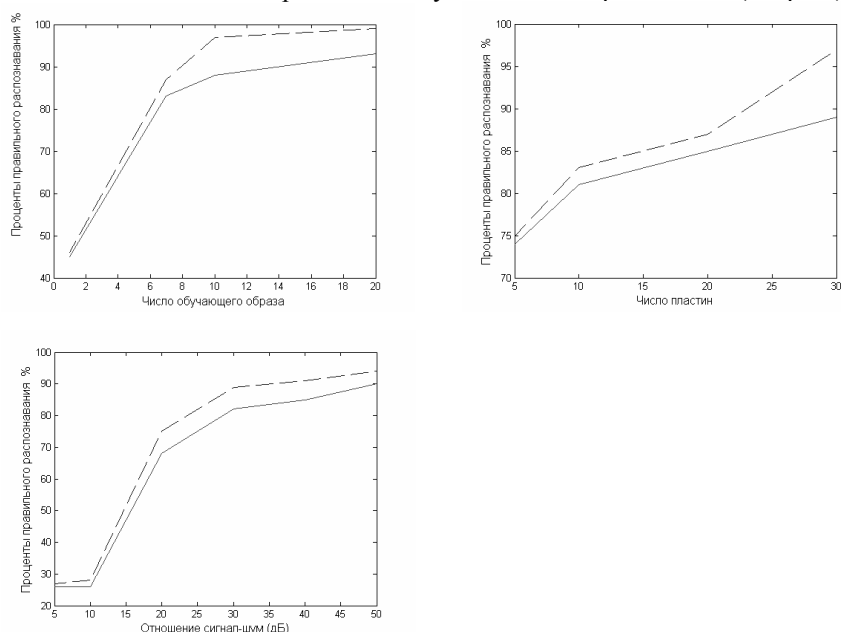 Проценты правильного распознавания %
100
90
80
70
60
50
40
0 2 4 6 8 10 12 14 16 18 20
Число обучающего образа
Проценты правильного распознавания %
100
95
90
85
80
75
70
5 10 15 20 25 30
Число пластин
Проценты правильного распознавания %
100
90
80
70
60
50
40
30
20
5 10 15 20 25 30 35 40 45 50
Отношение сигнал-шум (дБ)